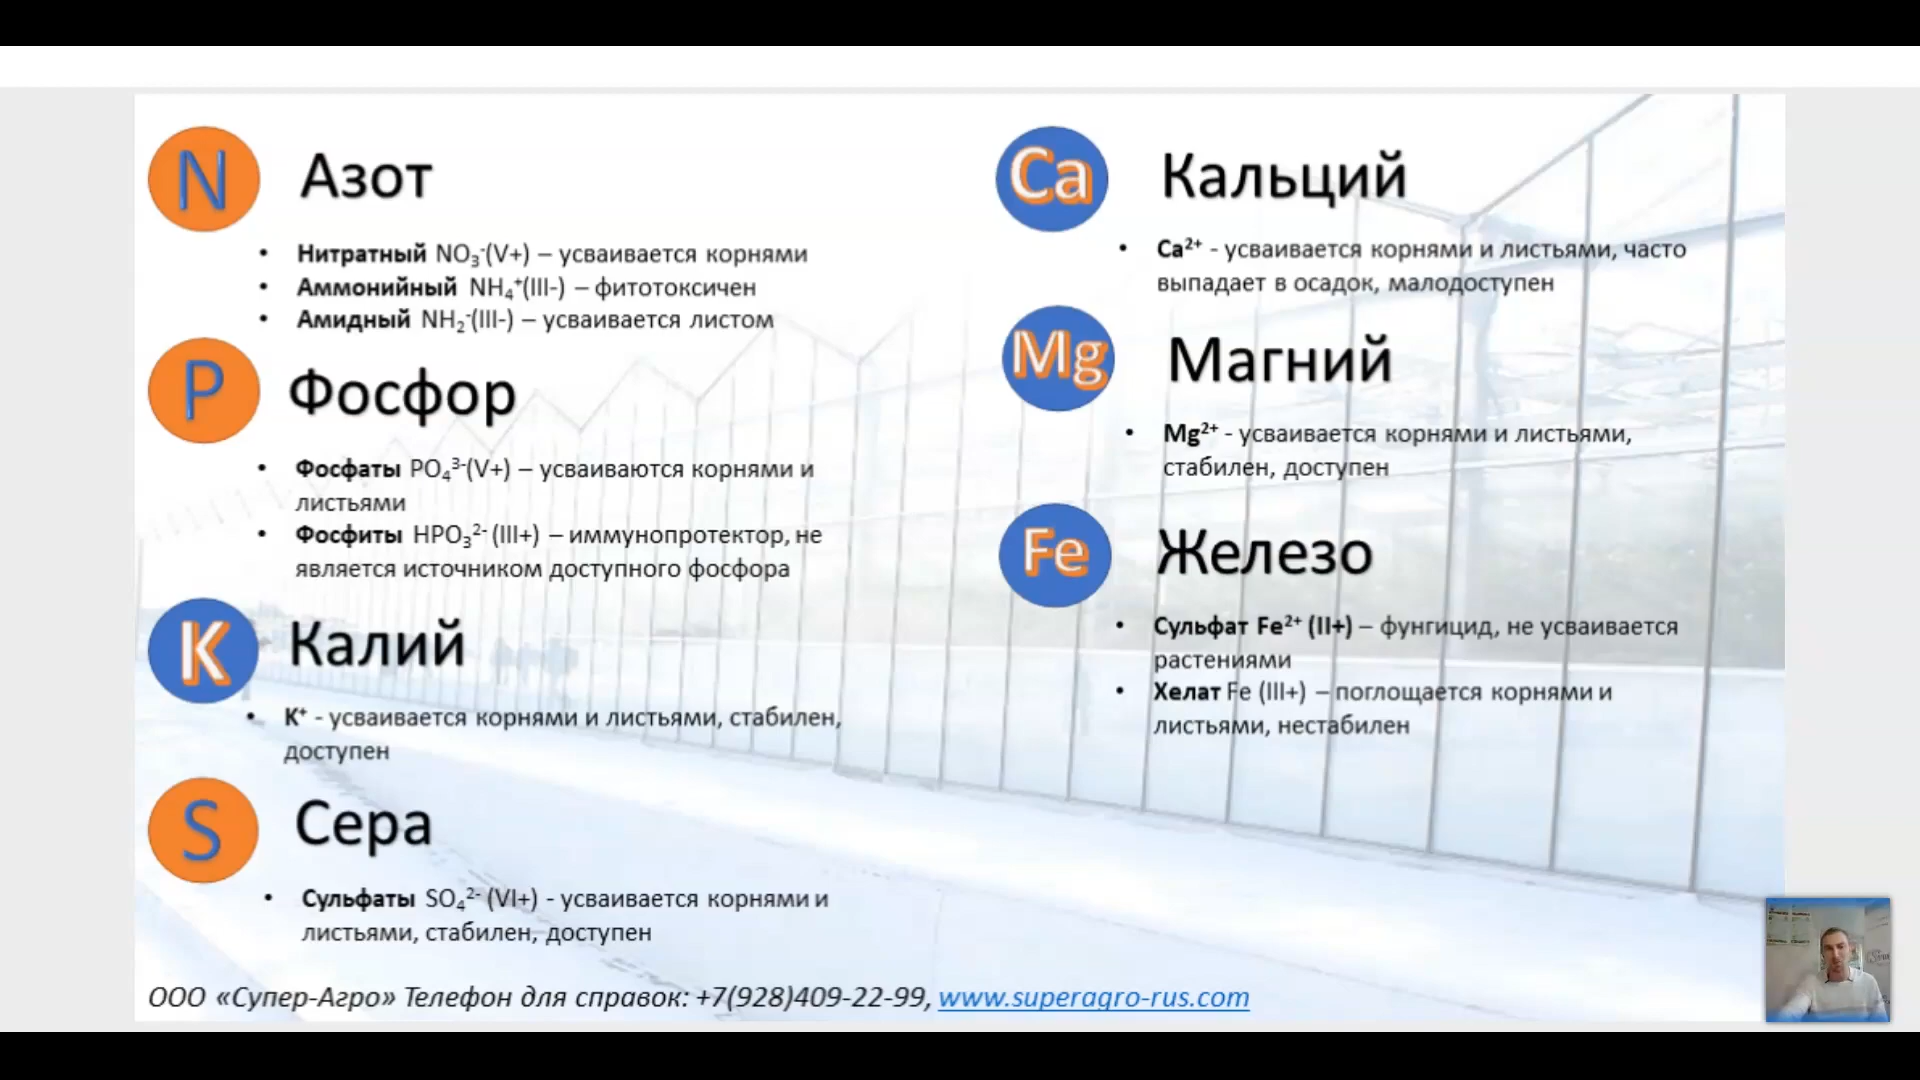 N Азот
Нитратный NO₃⁻(V+) – усваивается корнями
Аммонийный NH₄⁺(III-) – фитотоксичен
Амидный NH₂⁻(III-) – усваивается листом
P Фосфор
Фосфаты PO₄³⁻(V+) – усваиваются корнями и
листьями
Фосфиты HPO₃²⁻ (III+) – иммунопротектор, не
является источником доступного фосфора
K Калий
K⁺ - усваивается корнями и листьями, стабилен,
доступен
S Сера
Сульфаты SO₄²⁻ (VI+) - усваивается корнями и
листьями, стабилен, доступен
Ca Кальций
Ca²⁺ - усваивается корнями и листьями, часто
выпадает в осадок, малодоступен
Mg Магний
Mg²⁺ - усваивается корнями и листьями,
стабилен, доступен
Fe Железо
Сульфат Fe²⁺ (II+) – фунгицид, не усваивается
растениями
Хелат Fe (III+) – поглощается корнями и
листьями, нестабилен
ООО «Супер-Агро» Телефон для справок: +7(928)409-22-99, www.superagro-rus.com